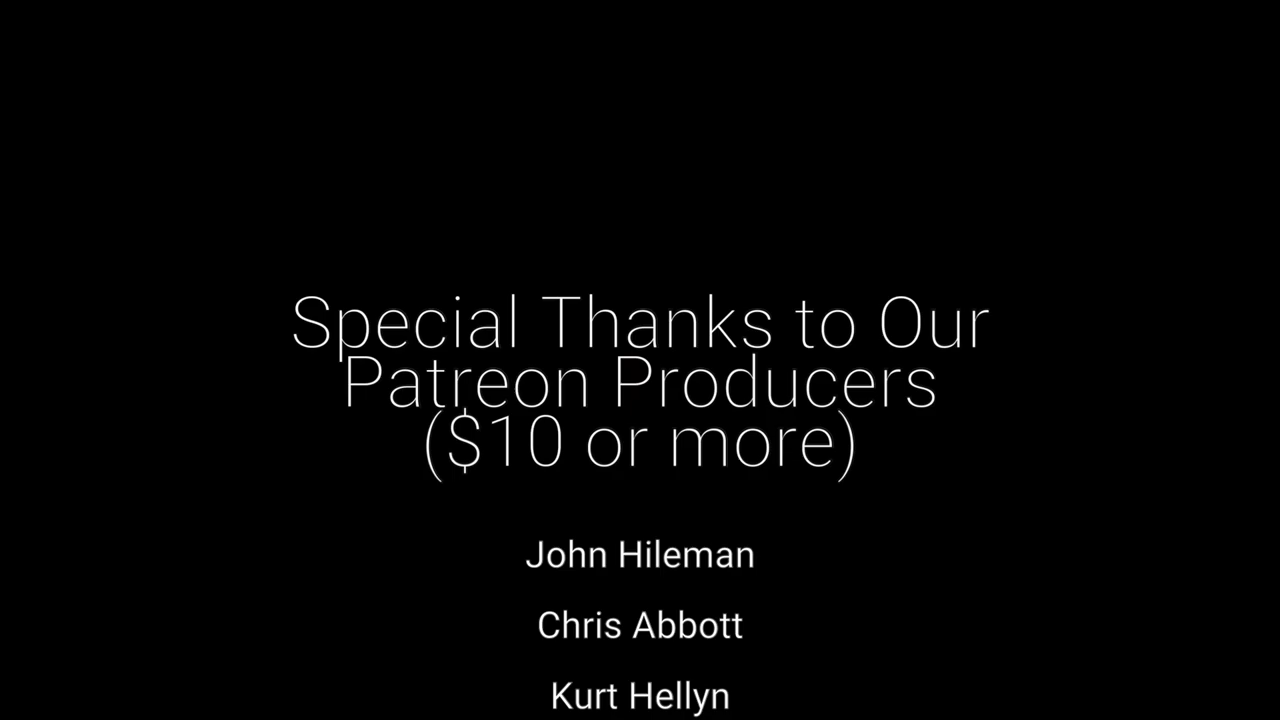 Special Thanks to Our
Patreon Producers
($10 or more)
John Hileman
Chris Abbott
Kurt Hellyn